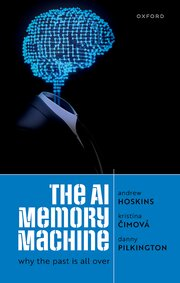 OXFORD
THE AI
MEMORY
MACHINE
why the past is all over
andrew
HOSKINS
kristina
ČIMOVÁ
danny
PILKINGTON